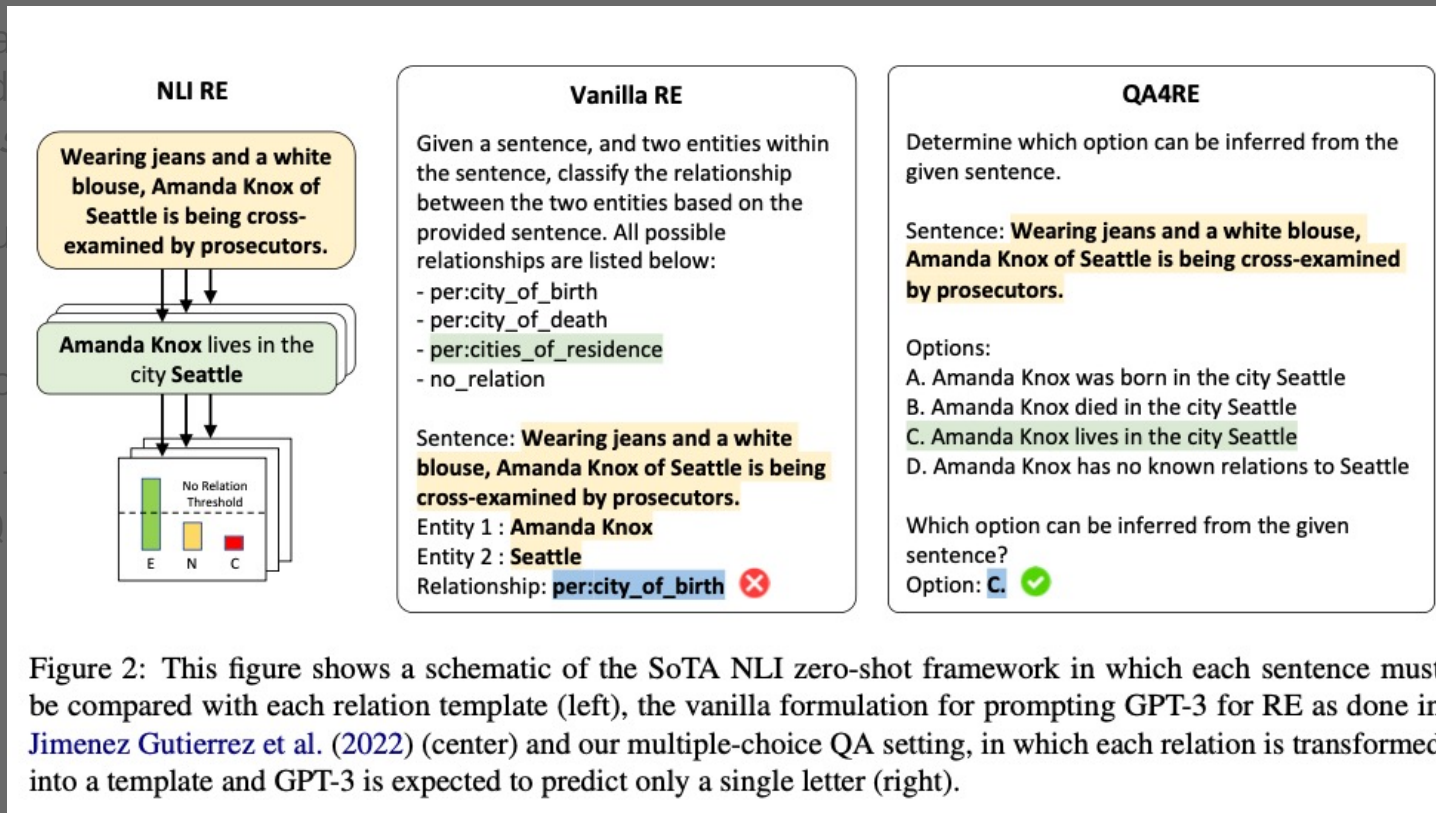 NLI RE
Wearing jeans and a white
blouse, Amanda Knox of
Seattle is being cross-
examined by prosecutors.
Amanda Knox lives in the
city Seattle
No Relation
Threshold
E N C
Vanilla RE
Given a sentence, and two entities within
the sentence, classify the relationship
between the two entities based on the
provided sentence. All possible
relationships are listed below:
- per:city_of_birth
- per:city_of_death
- per:cities_of_residence
- no_relation
Sentence: Wearing jeans and a white
blouse, Amanda Knox of Seattle is being
cross-examined by prosecutors.
Entity 1 : Amanda Knox
Entity 2 : Seattle
Relationship: per:city_of_birth
QA4RE
Determine which option can be inferred from the
given sentence.
Sentence: Wearing jeans and a white blouse,
Amanda Knox of Seattle is being cross-examined
by prosecutors.
Options:
A. Amanda Knox was born in the city Seattle
B. Amanda Knox died in the city Seattle
C. Amanda Knox lives in the city Seattle
D. Amanda Knox has no known relations to Seattle
Which option can be inferred from the given
sentence?
Option: C.
Figure 2: This figure shows a schematic of the SoTA NLI zero-shot framework in which each sentence must
be compared with each relation template (left), the vanilla formulation for prompting GPT-3 for RE as done in
Jimenez Gutierrez et al. (2022) (center) and our multiple-choice QA setting, in which each relation is transformed
into a template and GPT-3 is expected to predict only a single letter (right).